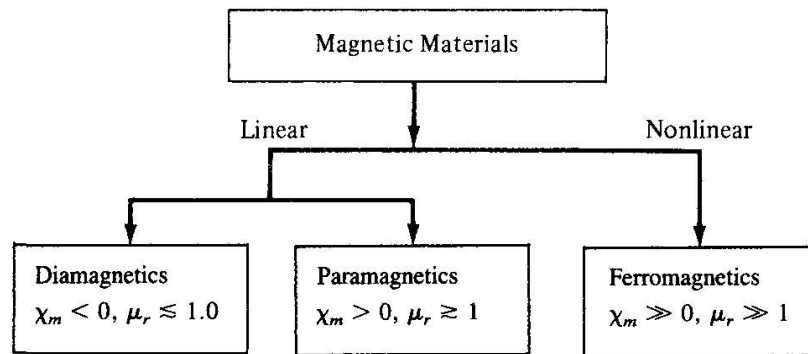 Magnetic Materials
Linear
Nonlinear
Diamagnetics
χₘ < 0, μᵣ ≲ 1.0
Paramagnetics
χₘ > 0, μᵣ ≳ 1
Ferromagnetics
χₘ ≫ 0, μᵣ ≫ 1